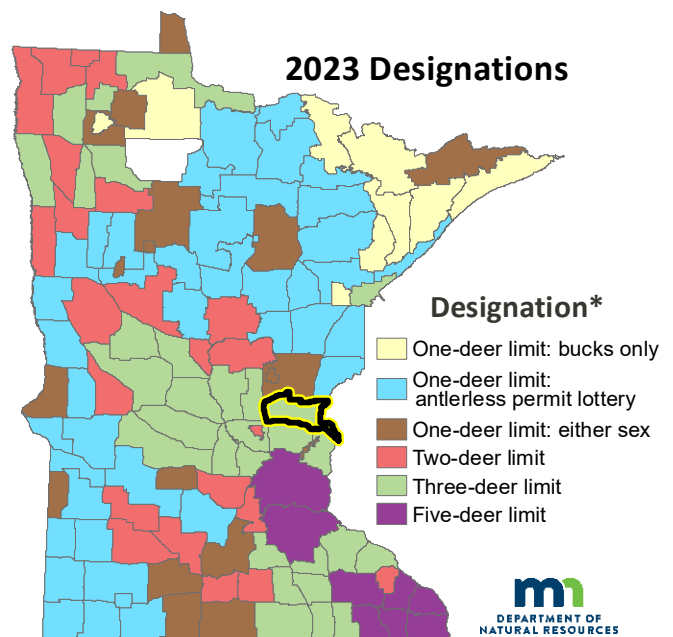 2023 Designations
Designation*
One-deer limit: bucks only
One-deer limit:
antlerless permit lottery
One-deer limit: either sex
Two-deer limit
Three-deer limit
Five-deer limit
mn
DEPARTMENT OF
NATURAL RESOURCES